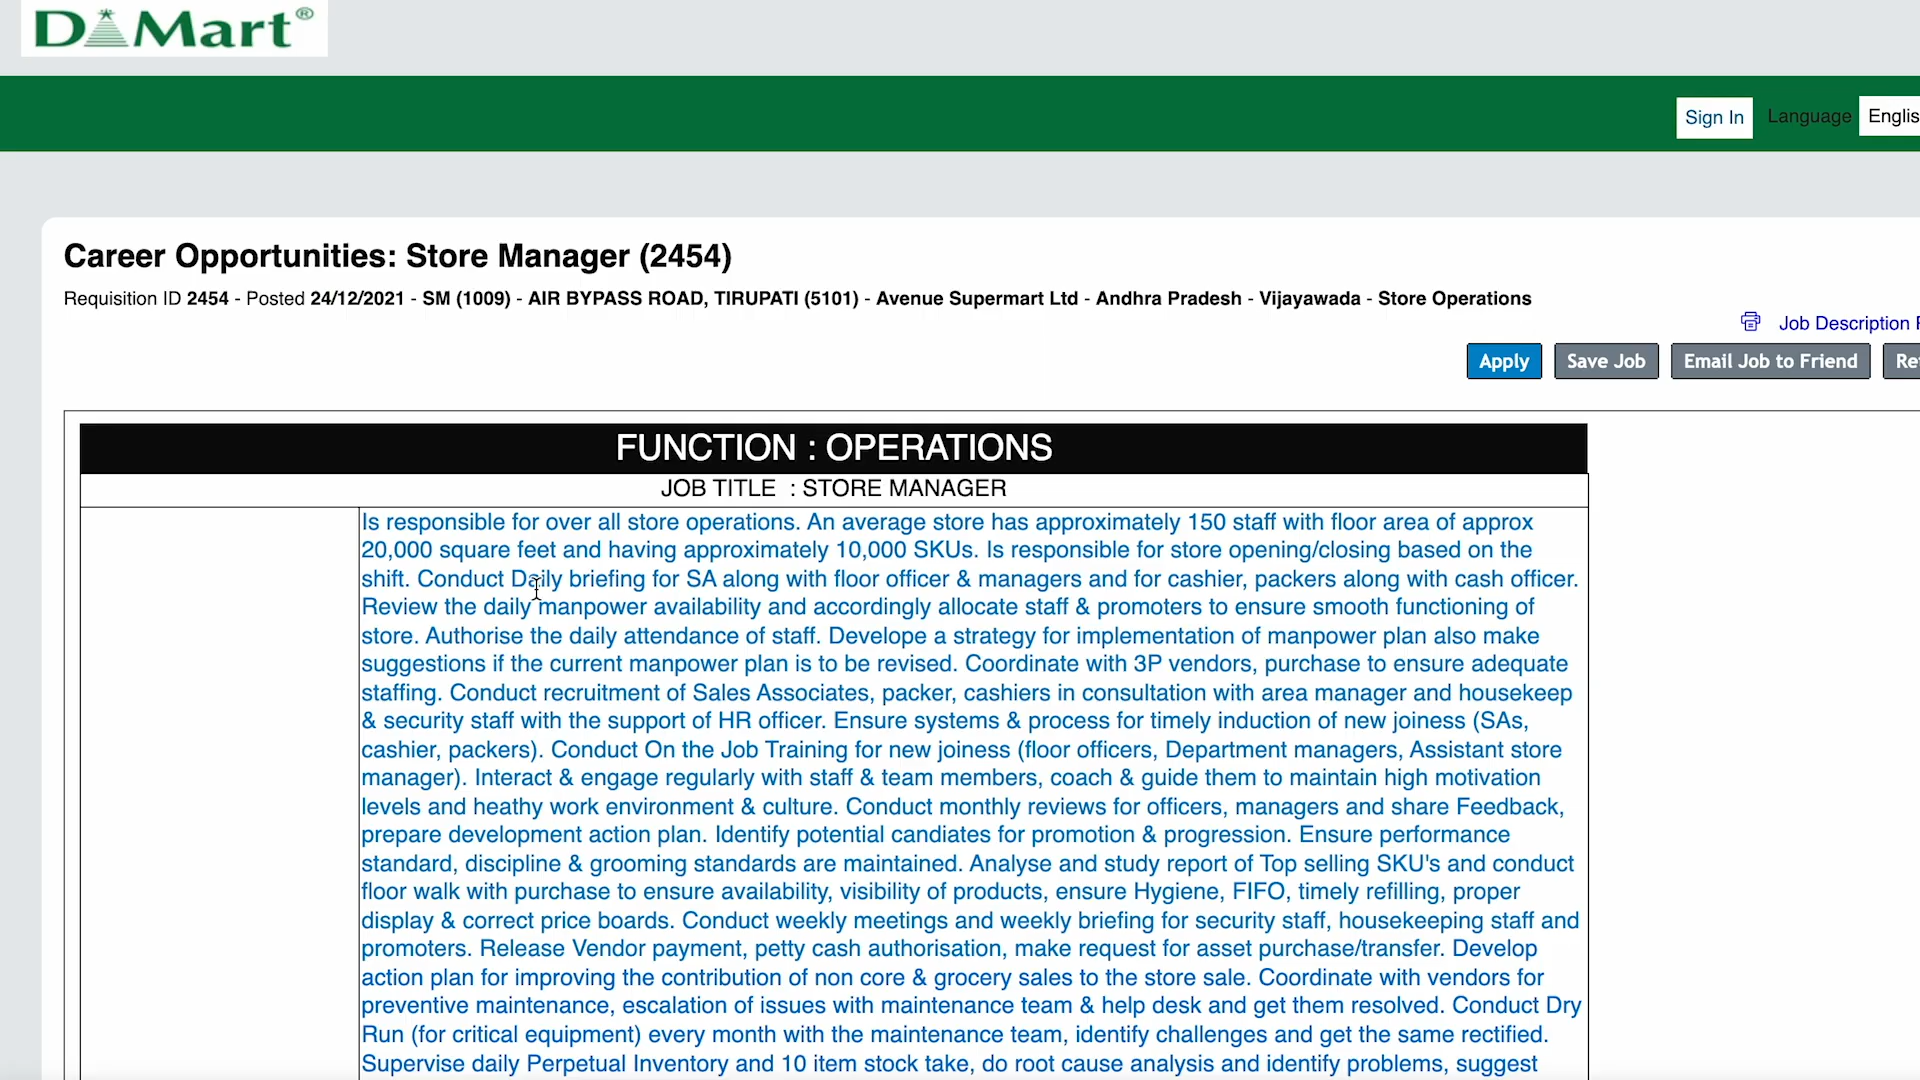 D Mart®
Sign In Language Englis
Career Opportunities: Store Manager (2454)
Requisition ID 2454 - Posted 24/12/2021 - SM (1009) - AIR BYPASS ROAD, TIRUPATI (5101) - Avenue Supermart Ltd - Andhra Pradesh - Vijayawada - Store Operations
Job Description
Apply Save Job Email Job to Friend Re
FUNCTION : OPERATIONS
JOB TITLE : STORE MANAGER
Is responsible for over all store operations. An average store has approximately 150 staff with floor area of approx
20,000 square feet and having approximately 10,000 SKUs. Is responsible for store opening/closing based on the
shift. Conduct Daily briefing for SA along with floor officer & managers and for cashier, packers along with cash officer.
Review the daily manpower availability and accordingly allocate staff & promoters to ensure smooth functioning of
store. Authorise the daily attendance of staff. Develope a strategy for implementation of manpower plan also make
suggestions if the current manpower plan is to be revised. Coordinate with 3P vendors, purchase to ensure adequate
staffing. Conduct recruitment of Sales Associates, packer, cashiers in consultation with area manager and housekeep
& security staff with the support of HR officer. Ensure systems & process for timely induction of new joiness (SAs,
cashier, packers). Conduct On the Job Training for new joiness (floor officers, Department managers, Assistant store
manager). Interact & engage regularly with staff & team members, coach & guide them to maintain high motivation
levels and heathy work environment & culture. Conduct monthly reviews for officers, managers and share Feedback,
prepare development action plan. Identify potential candiates for promotion & progression. Ensure performance
standard, discipline & grooming standards are maintained. Analyse and study report of Top selling SKU's and conduct
floor walk with purchase to ensure availability, visibility of products, ensure Hygiene, FIFO, timely refilling, proper
display & correct price boards. Conduct weekly meetings and weekly briefing for security staff, housekeeping staff and
promoters. Release Vendor payment, petty cash authorisation, make request for asset purchase/transfer. Develop
action plan for improving the contribution of non core & grocery sales to the store sale. Coordinate with vendors for
preventive maintenance, escalation of issues with maintenance team & help desk and get them resolved. Conduct Dry
Run (for critical equipment) every month with the maintenance team, identify challenges and get the same rectified.
Supervise daily Perpetual Inventory and 10 item stock take, do root cause analysis and identify problems, suggest